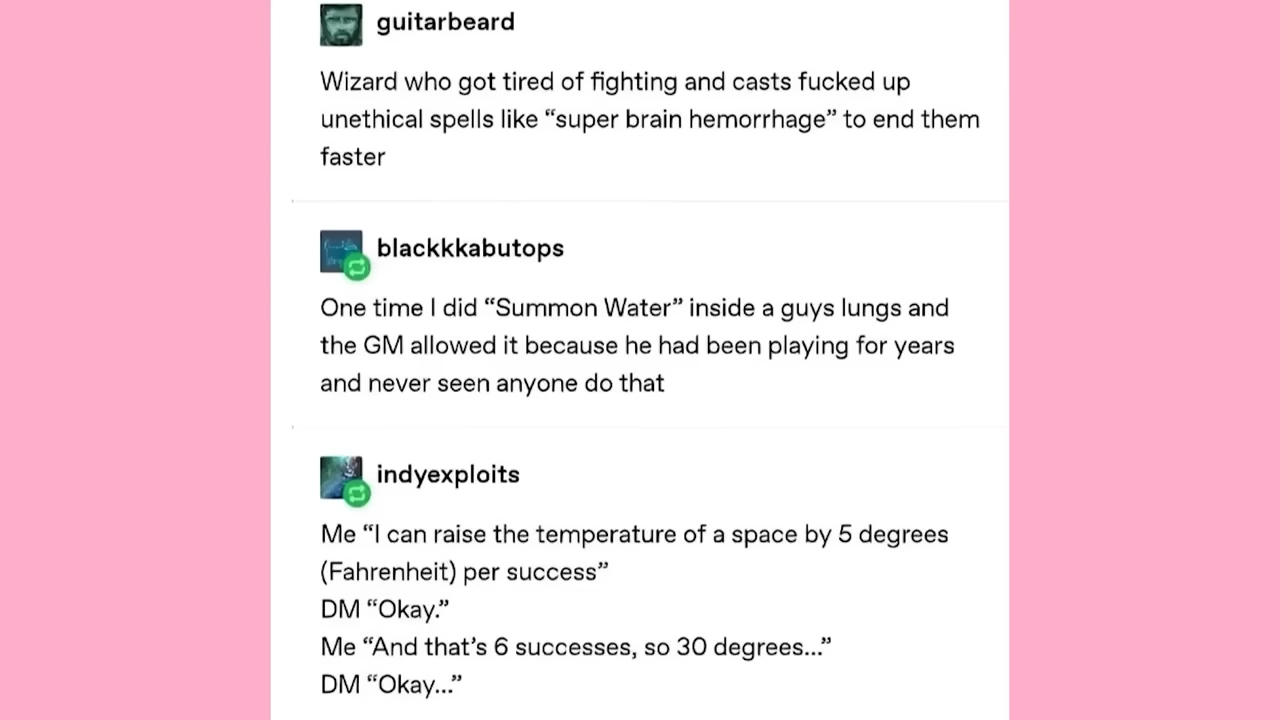 guitarbeard
Wizard who got tired of fighting and casts fucked up
unethical spells like “super brain hemorrhage” to end them
faster
blackkkabutops
One time I did “Summon Water” inside a guys lungs and
the GM allowed it because he had been playing for years
and never seen anyone do that
indyexploits
Me “I can raise the temperature of a space by 5 degrees
(Fahrenheit) per success”
DM “Okay.”
Me “And that’s 6 successes, so 30 degrees...”
DM “Okay...”